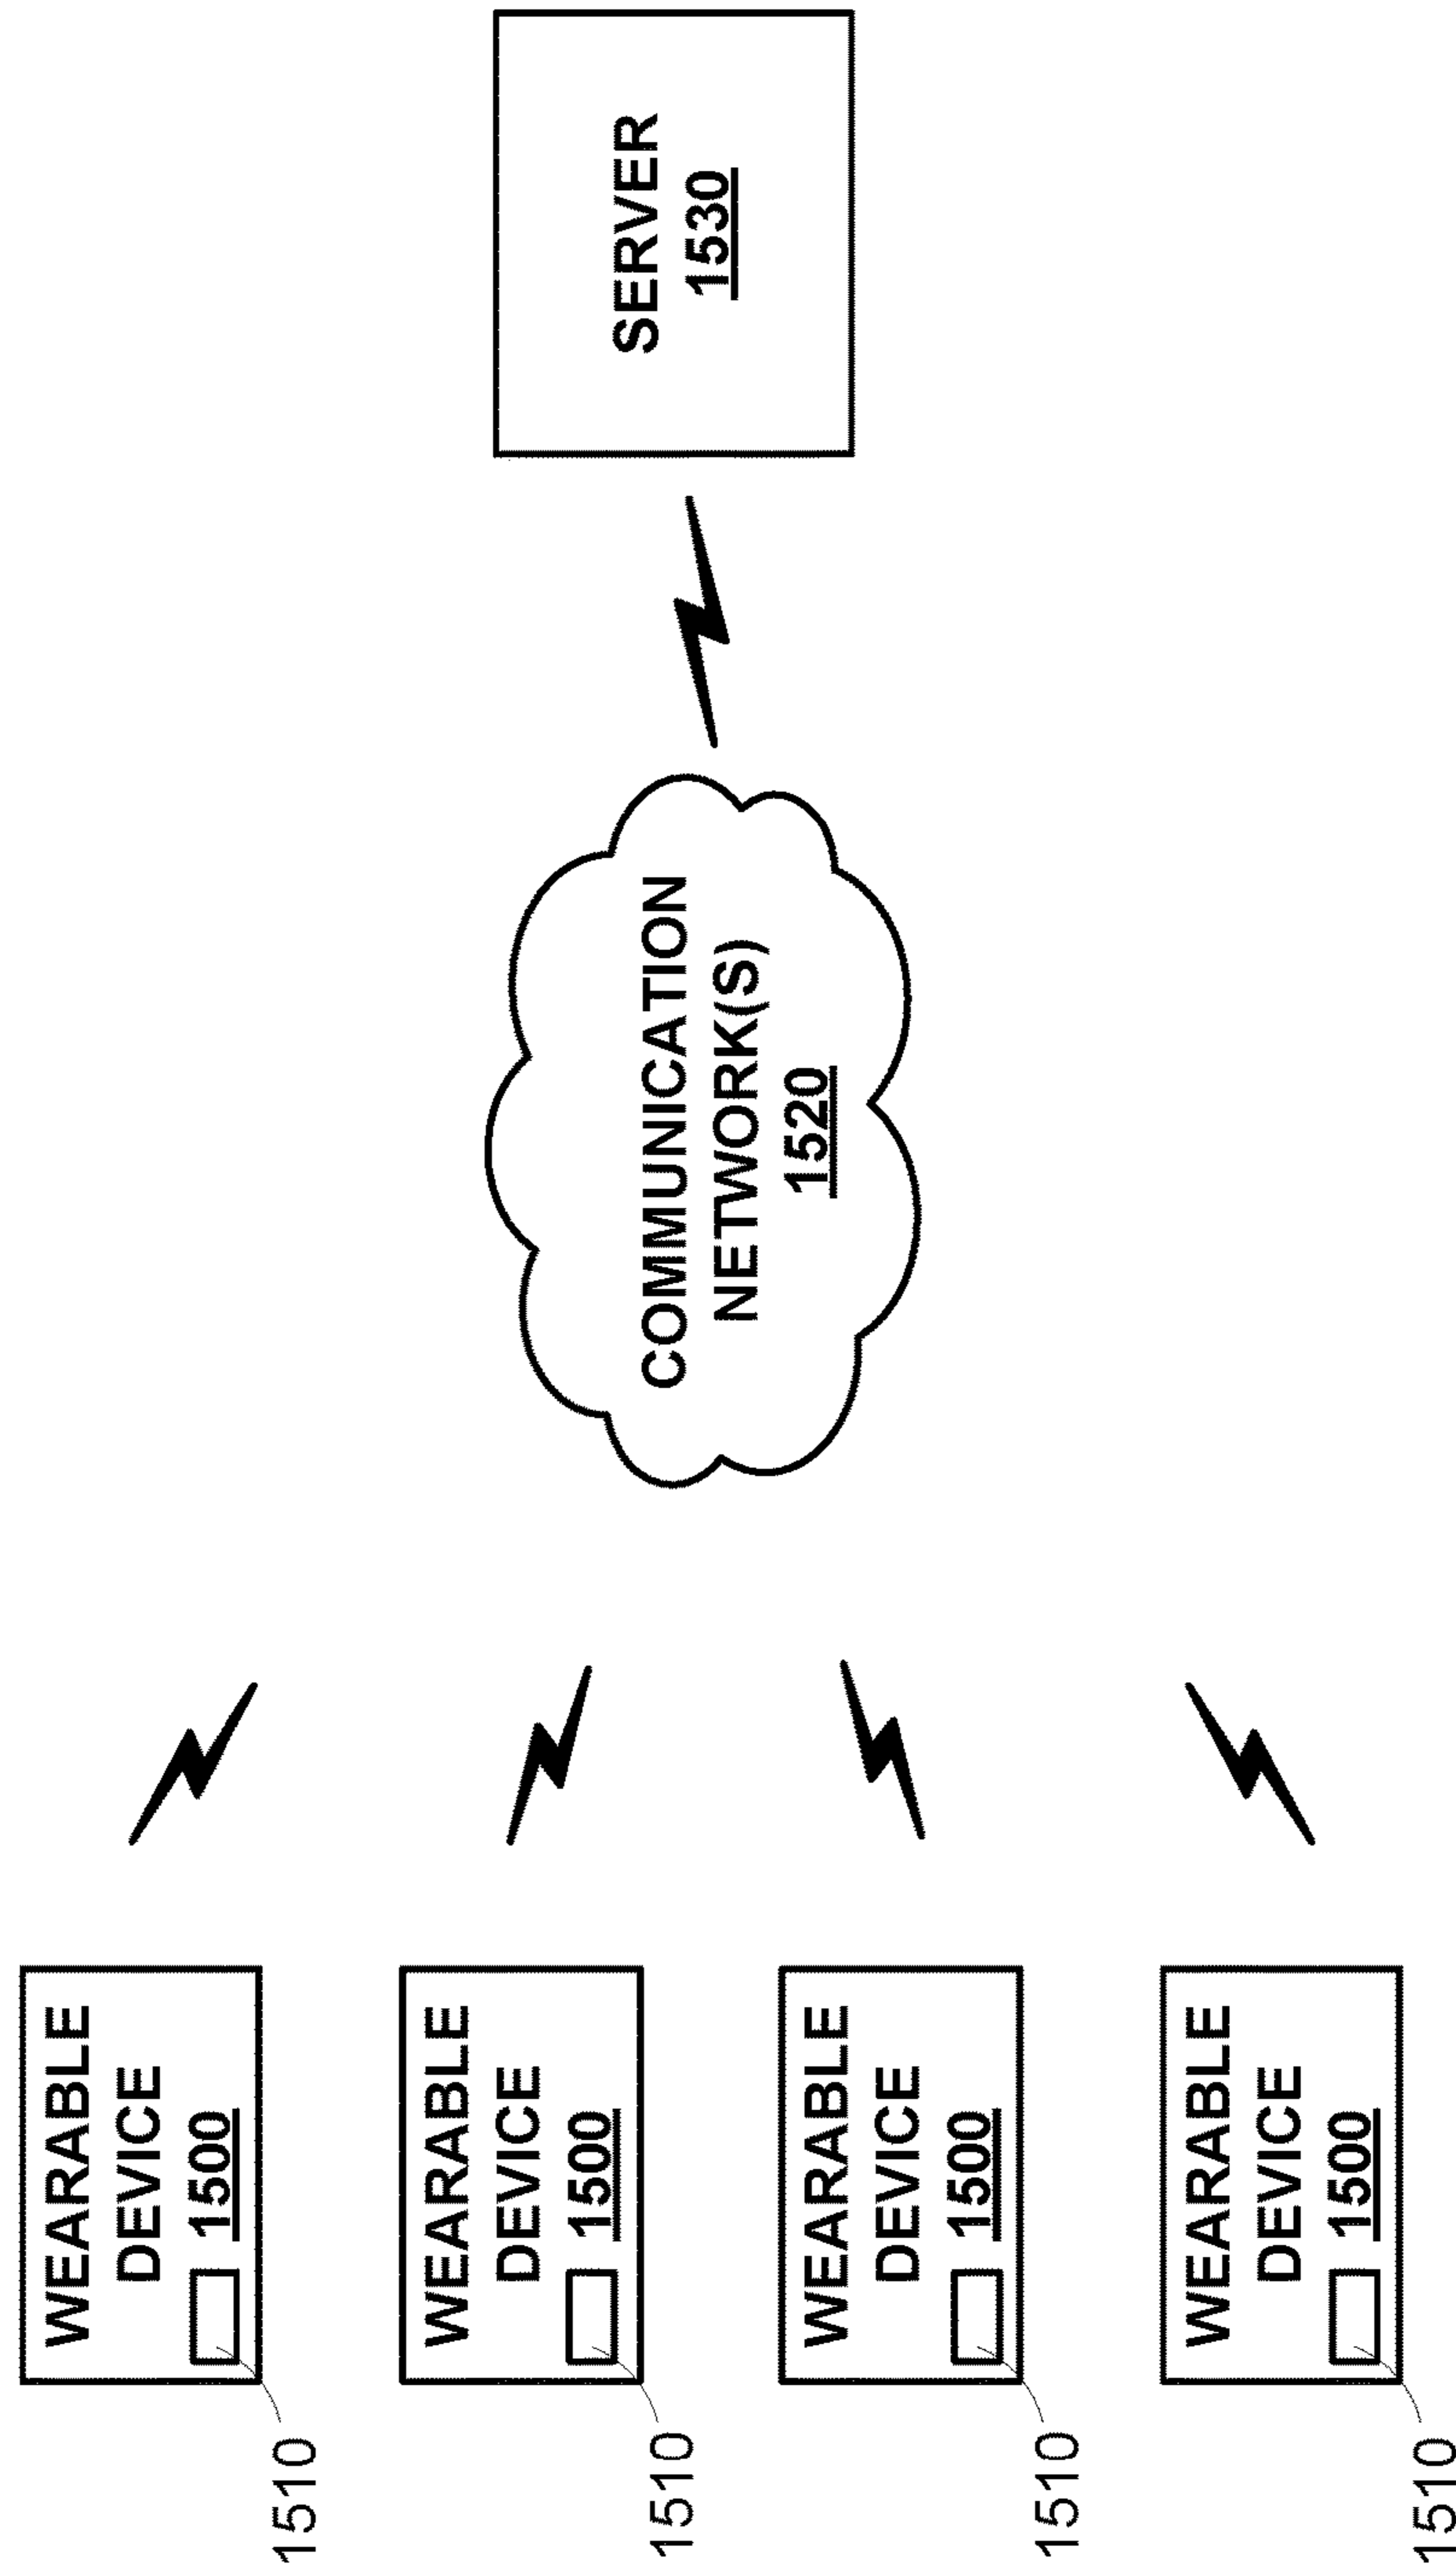 WEARABLE
DEVICE
1500
1510
WEARABLE
DEVICE
1500
1510
WEARABLE
DEVICE
1500
1510
WEARABLE
DEVICE
1500
1510
COMMUNICATION
NETWORK(S)
1520
SERVER
1530